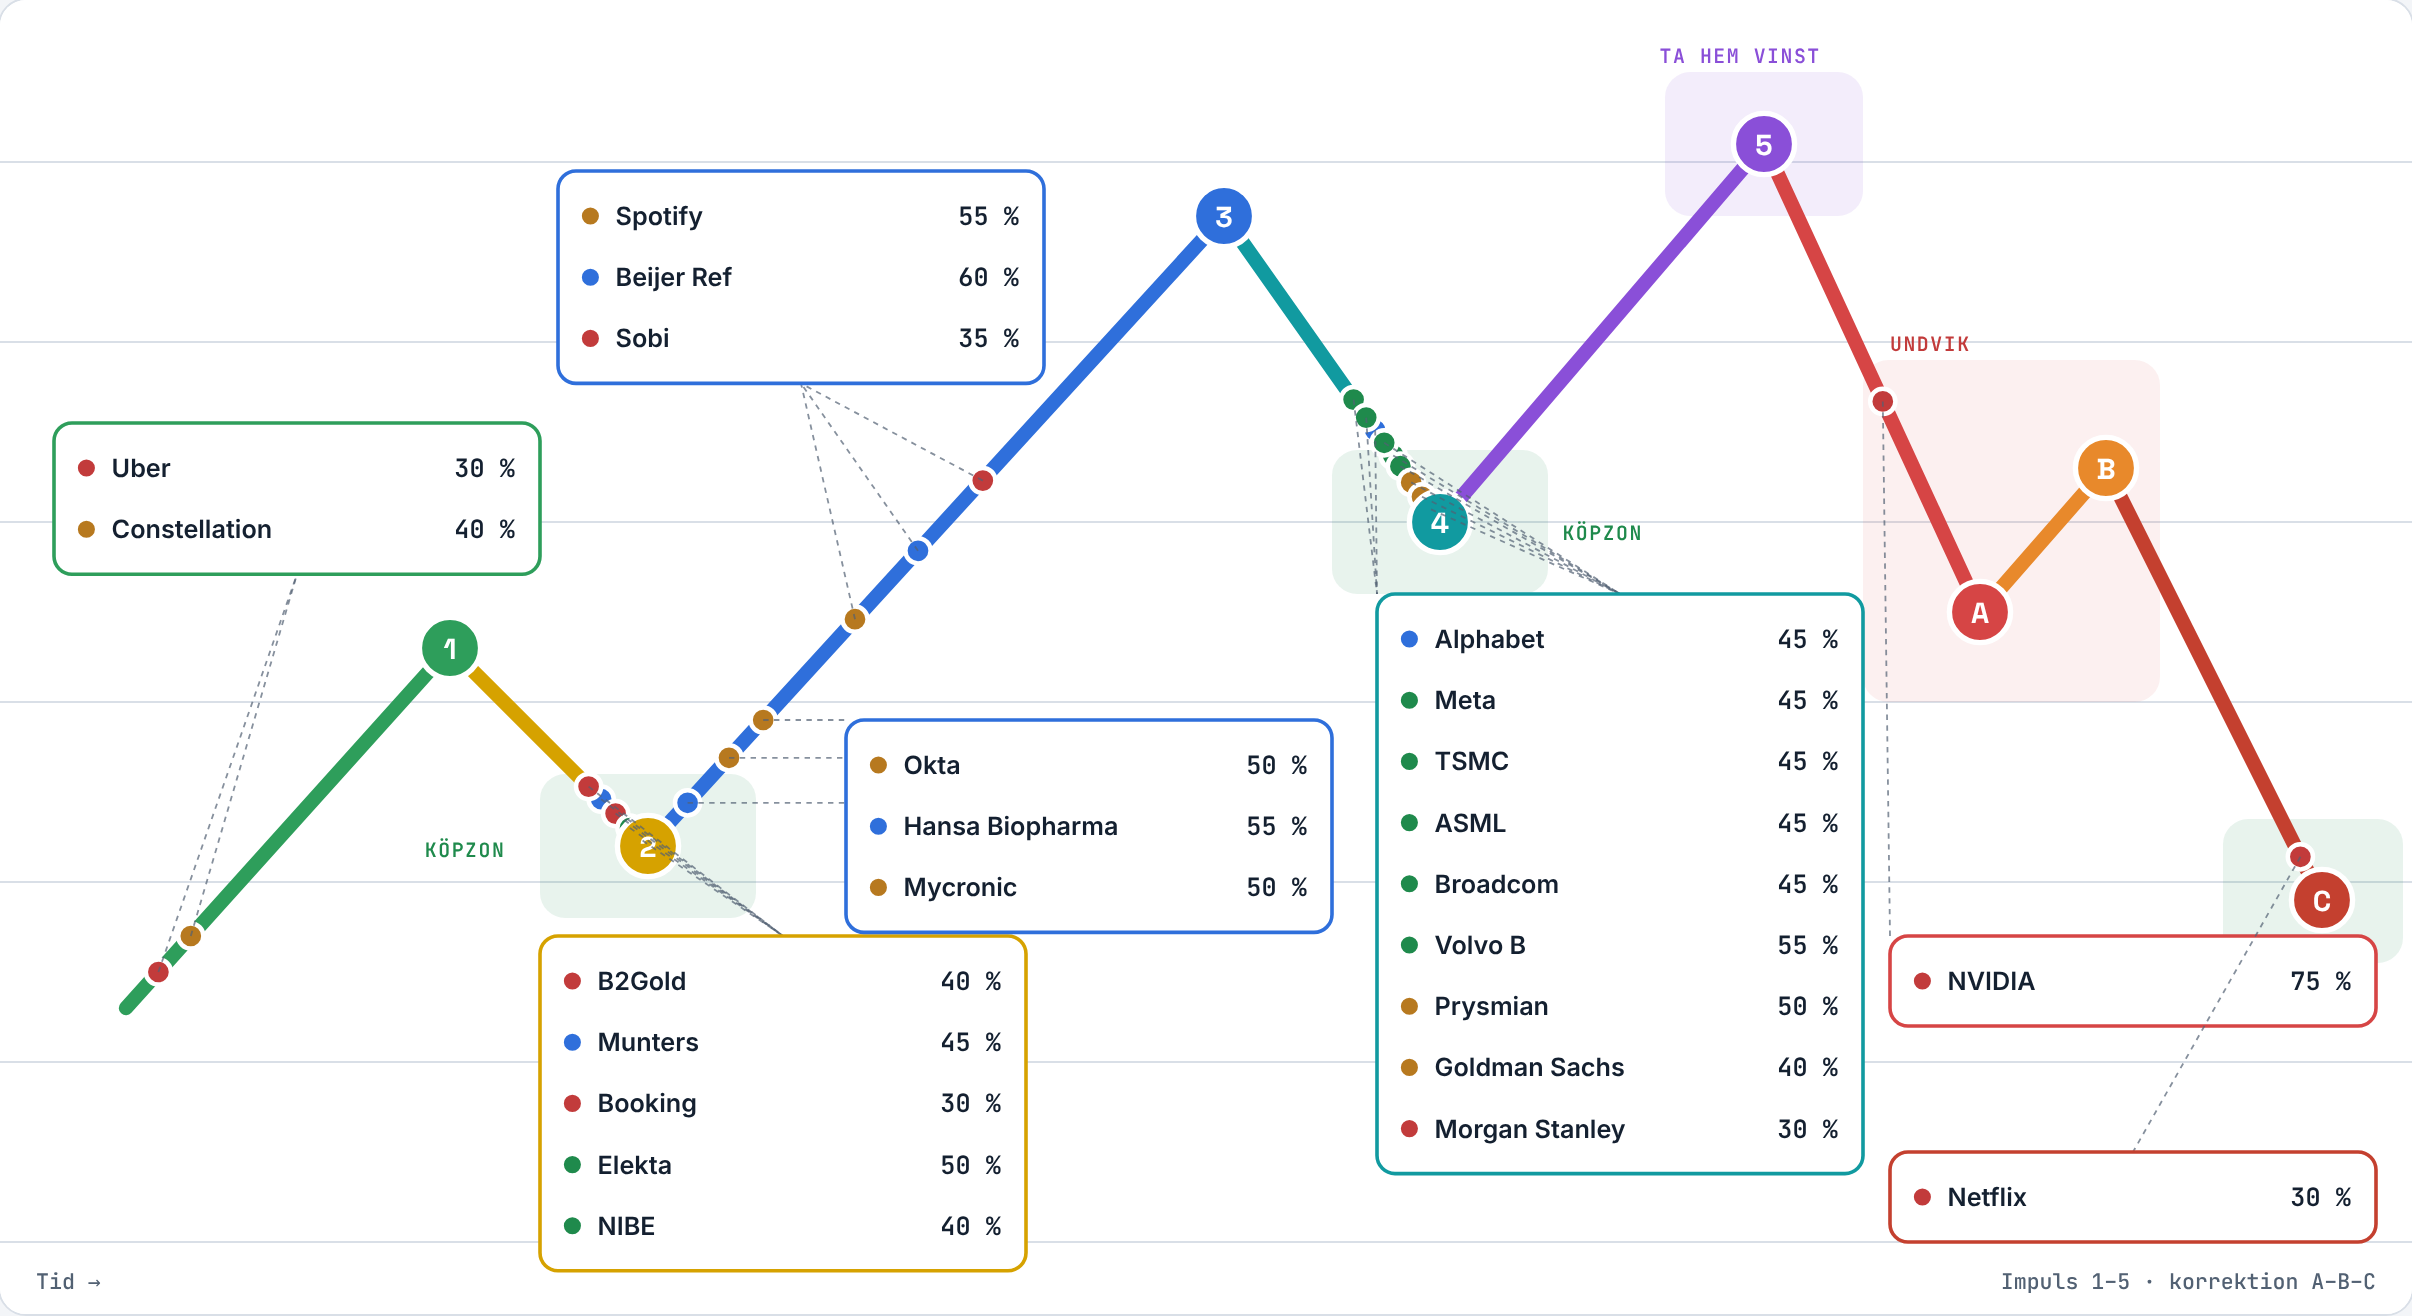 TA HEM VINST
5
Spotify 55 %
Beijer Ref 60 %
Sobi 35 %
3
UNDVIK
Uber 30 %
Constellation 40 %
B
4
KÖPZON
A
1
Alphabet 45 %
Meta 45 %
TSMC 45 %
ASML 45 %
Broadcom 45 %
Volvo B 55 %
Prysmian 50 %
Goldman Sachs 40 %
Morgan Stanley 30 %
KÖPZON
2
Okta 50 %
Hansa Biopharma 55 %
Mycronic 50 %
C
B2Gold 40 %
Munters 45 %
Booking 30 %
Elekta 50 %
NIBE 40 %
NVIDIA 75 %
Netflix 30 %
Tid →
Impuls 1–5 · korrektion A–B–C